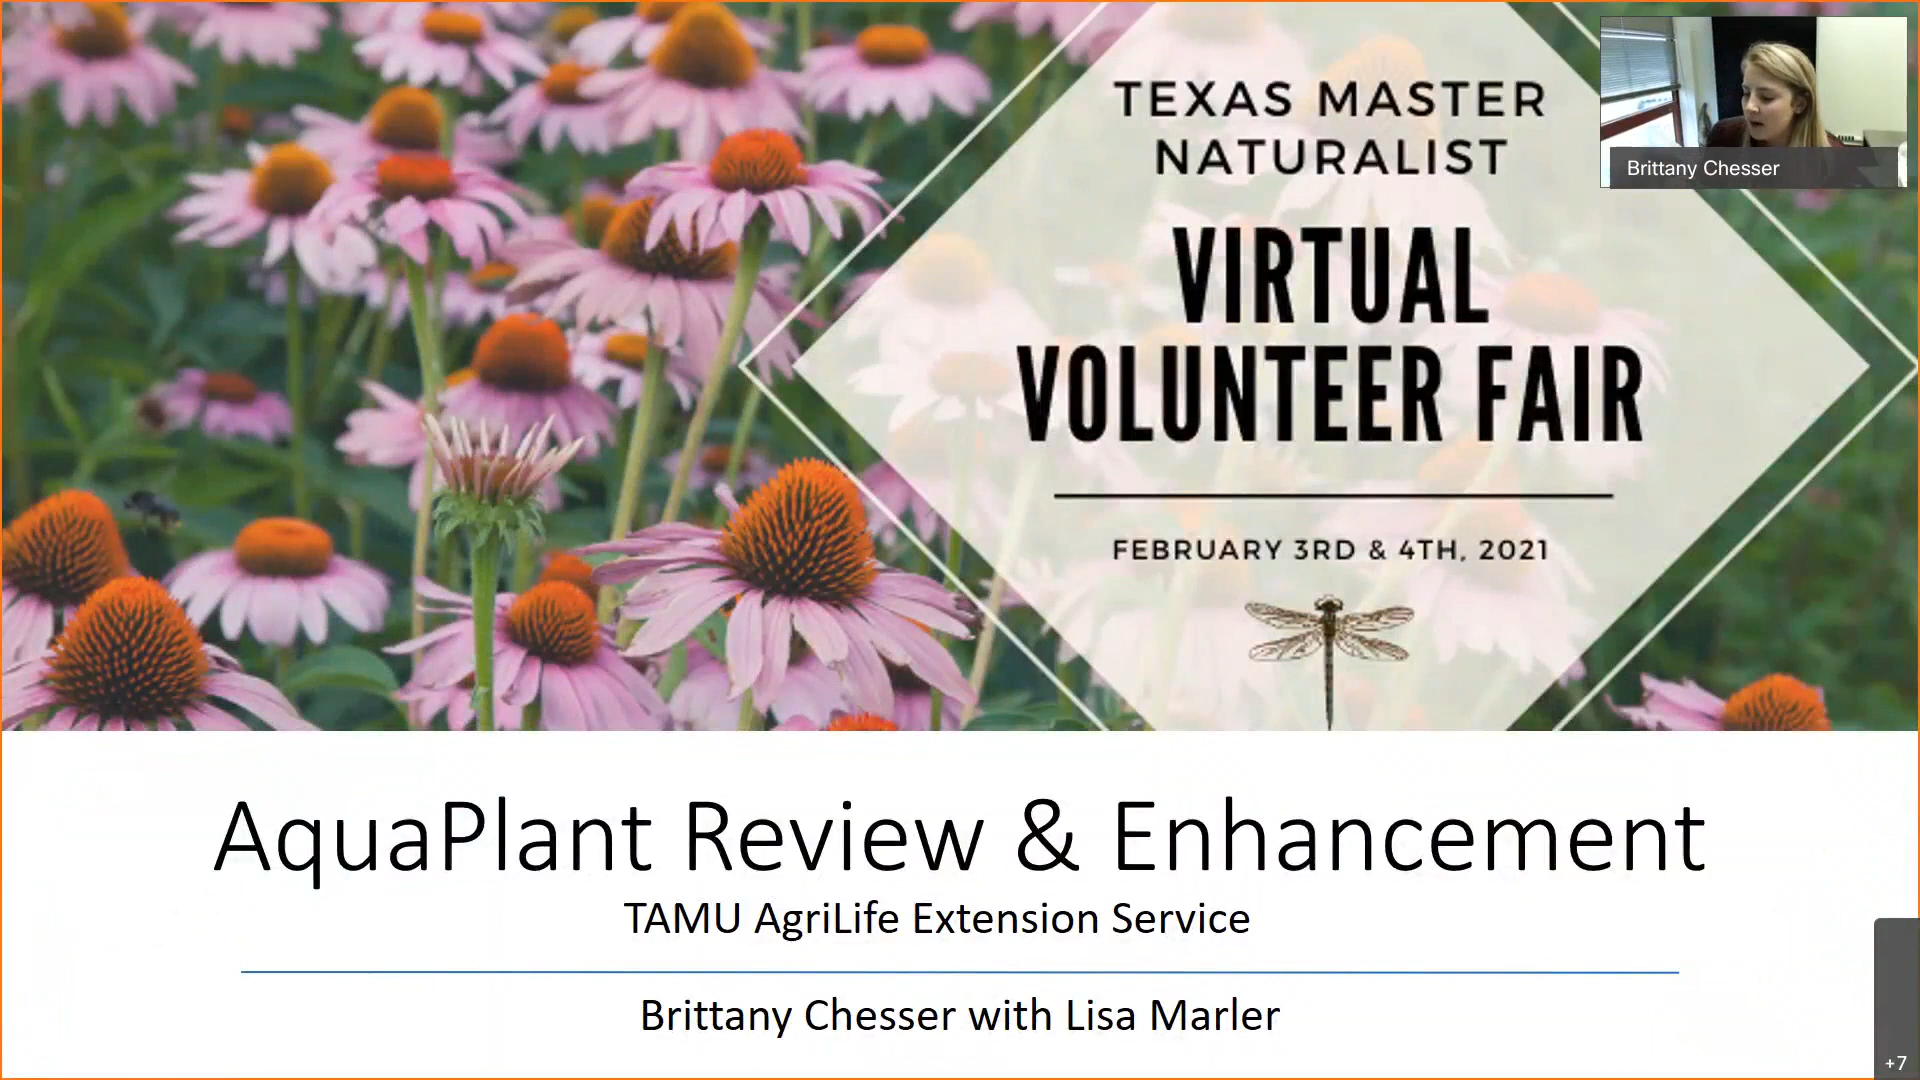 TEXAS MASTER
NATURALIST
VIRTUAL
VOLUNTEER FAIR
FEBRUARY 3RD & 4TH, 2021
Brittany Chesser
AquaPlant Review & Enhancement
TAMU AgriLife Extension Service
Brittany Chesser with Lisa Marler
+7